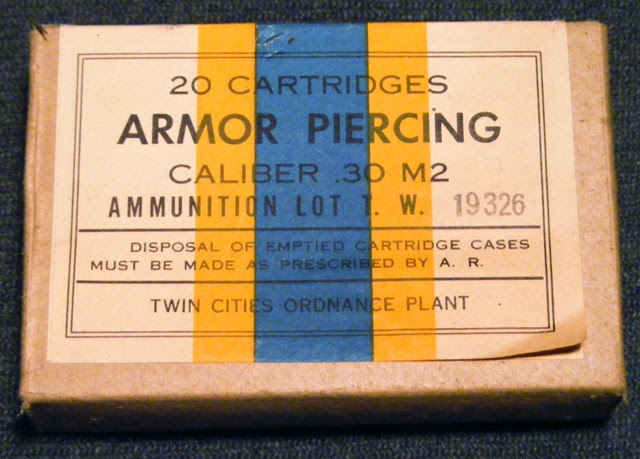 20 CARTRIDGES
ARMOR PIERCING
CALIBER .30 M2
AMMUNITION LOT T. W. 19326
DISPOSAL OF EMPTIED CARTRIDGE CASES
MUST BE MADE AS PRESCRIBED BY A. R.
TWIN CITIES ORDNANCE PLANT